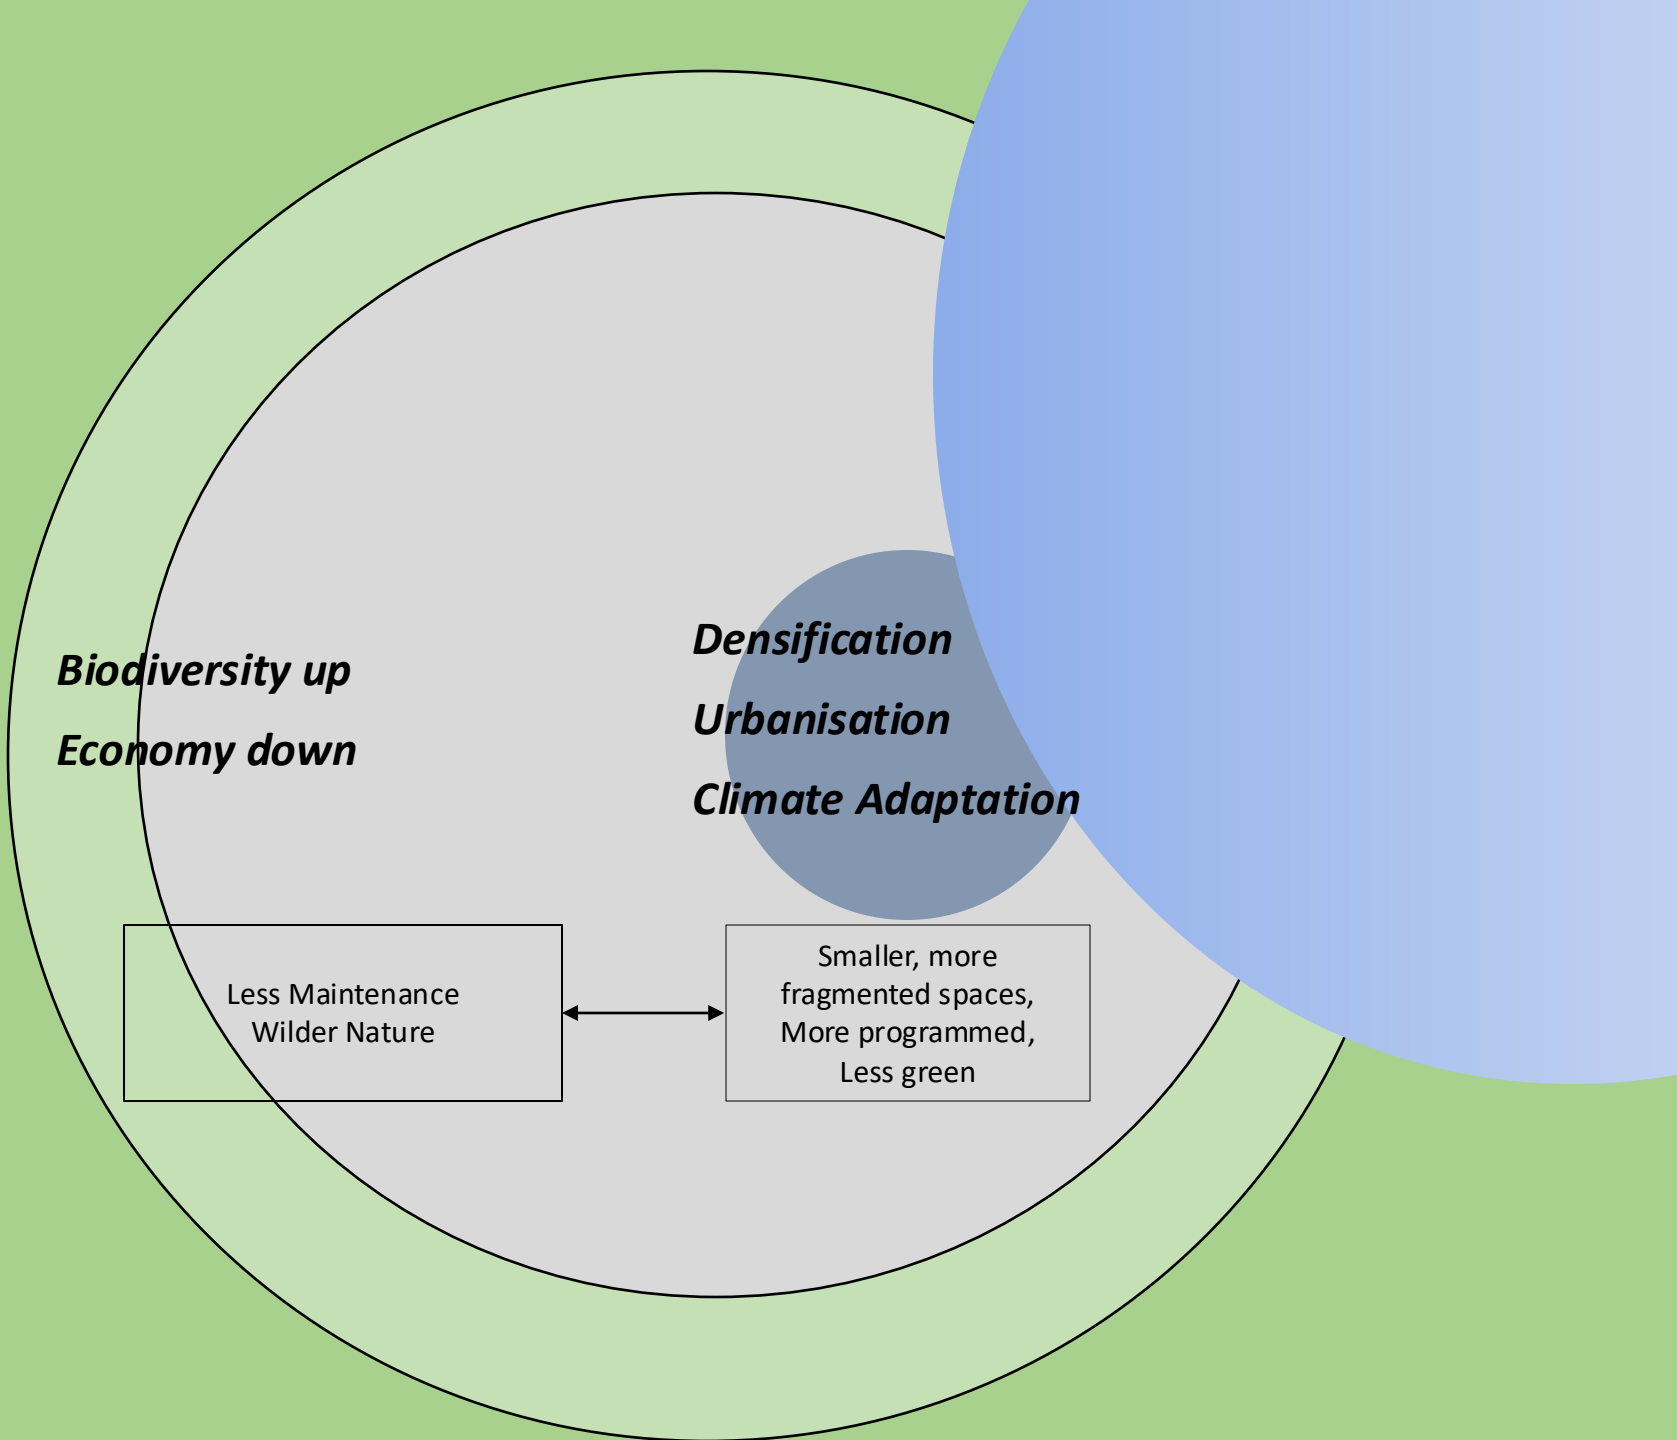 Biodiversity up
Economy down
Densification
Urbanisation
Climate Adaptation
Less Maintenance
Wilder Nature
Smaller, more
fragmented spaces,
More programmed,
Less green